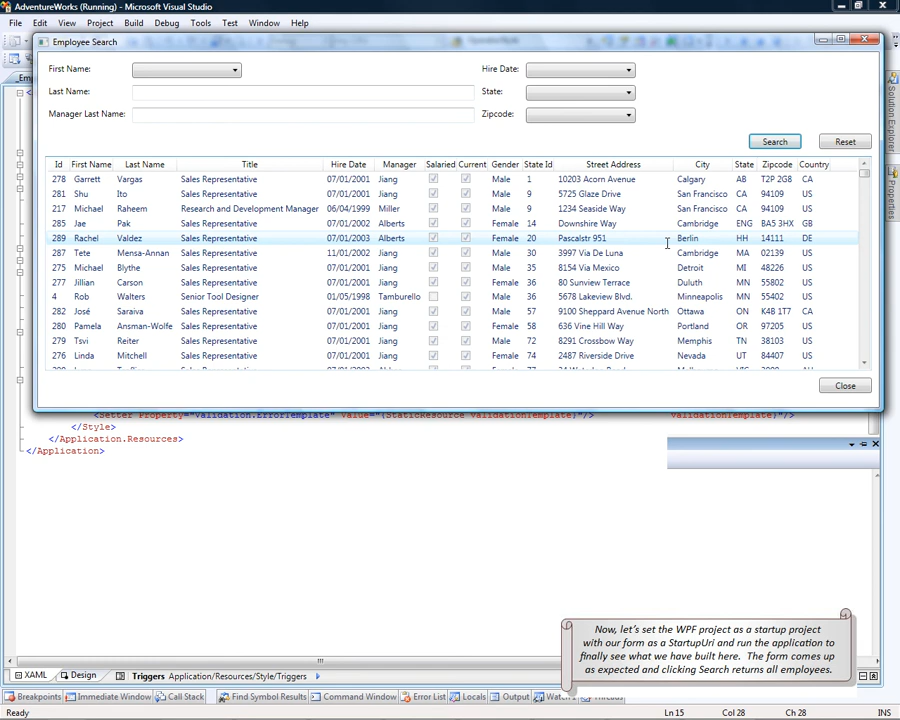 AdventureWorks (Running) - Microsoft Visual Studio
File Edit View Project Build Debug Tools Test Window Help
Employee Search
First Name: Hire Date:
Last Name: State:
Manager Last Name: Zipcode:
Search Reset
Id First Name Last Name Title Hire Date Manager Salaried Current Gender State Id Street Address City State Zipcode Country
278 Garrett Vargas Sales Representative 07/01/2001 Jiang Male 1 10203 Acorn Avenue Calgary AB T2P 2G8 CA
281 Shu Ito Sales Representative 07/01/2001 Jiang Male 9 5725 Glaze Drive San Francisco CA 94109 US
217 Michael Raheem Research and Development Manager 06/04/1999 Miller Male 9 1234 Seaside Way San Francisco CA 94109 US
285 Jae Pak Sales Representative 07/01/2002 Alberts Female 14 Downshire Way Cambridge ENG BA5 3HX GB
289 Rachel Valdez Sales Representative 07/01/2003 Alberts Female 20 Pascalstr 951 Berlin HH 14111 DE
287 Tete Mensa-Annan Sales Representative 11/01/2002 Jiang Male 30 3997 Via De Luna Cambridge MA 02139 US
275 Michael Blythe Sales Representative 07/01/2001 Jiang Male 35 8154 Via Mexico Detroit MI 48226 US
277 Jillian Carson Sales Representative 07/01/2001 Jiang Female 36 80 Sunview Terrace Duluth MN 55802 US
4 Rob Walters Senior Tool Designer 01/05/1998 Tamburello Male 36 5678 Lakeview Blvd. Minneapolis MN 55402 US
282 José Saraiva Sales Representative 07/01/2001 Jiang Male 57 9100 Sheppard Avenue North Ottawa ON K4B 1T7 CA
280 Pamela Ansman-Wolfe Sales Representative 07/01/2001 Jiang Female 58 636 Vine Hill Way Portland OR 97205 US
279 Tsvi Reiter Sales Representative 07/01/2001 Jiang Male 72 8291 Crossbow Way Memphis TN 38103 US
276 Linda Mitchell Sales Representative 07/01/2001 Jiang Female 74 2487 Riverside Drive Nevada UT 84407 US
Close
Solution Explorer
Properties
<Setter Property="Validation.ErrorTemplate" Value="{StaticResource validationTemplate}"/>
</Style>
</Application.Resources>
</Application>
Now, let's set the WPF project as a startup project
with our form as a StartupUri and run the application to
finally see what we have built here. The form comes up
as expected and clicking Search returns all employees.
XAML Design Triggers Application/Resources/Style/Triggers
Breakpoints Immediate Window Call Stack Find Symbol Results Command Window Error List Locals Output Watch 1 Threads
Ready Ln 15 Col 28 Ch 28 INS